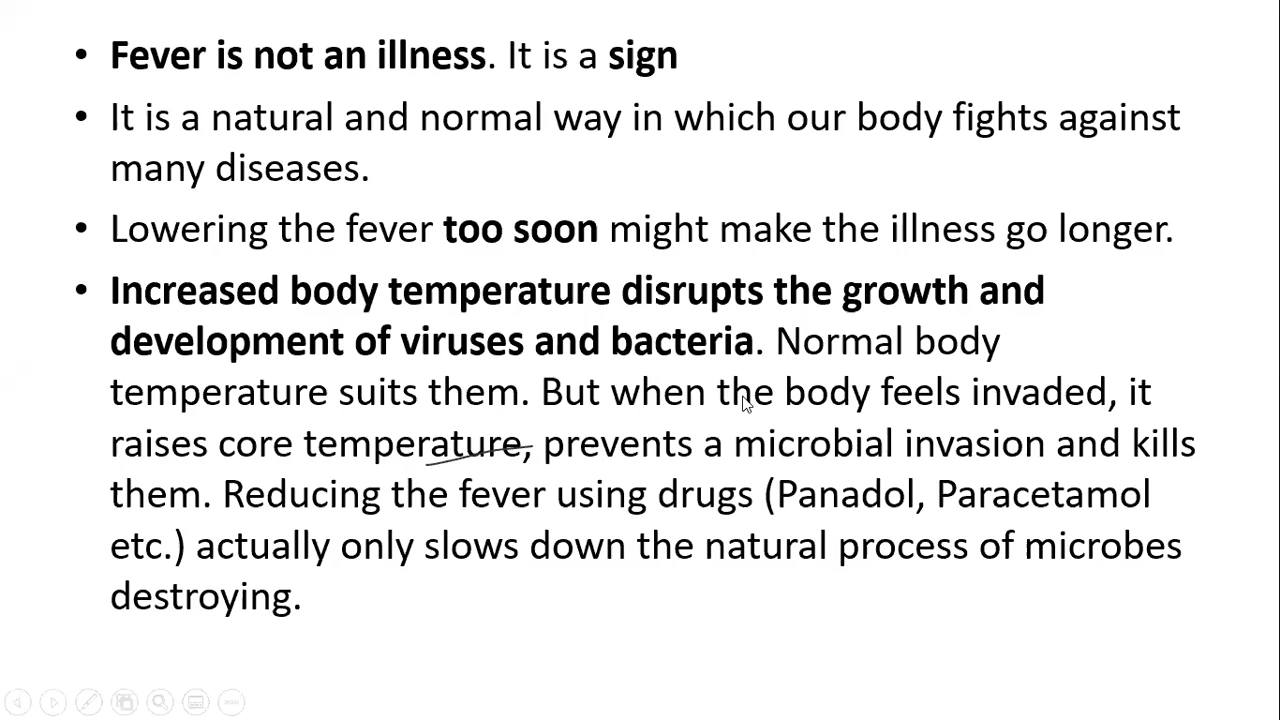 • Fever is not an illness. It is a sign
• It is a natural and normal way in which our body fights against
many diseases.
• Lowering the fever too soon might make the illness go longer.
• Increased body temperature disrupts the growth and
development of viruses and bacteria. Normal body
temperature suits them. But when the body feels invaded, it
raises core temperature, prevents a microbial invasion and kills
them. Reducing the fever using drugs (Panadol, Paracetamol
etc.) actually only slows down the natural process of microbes
destroying.